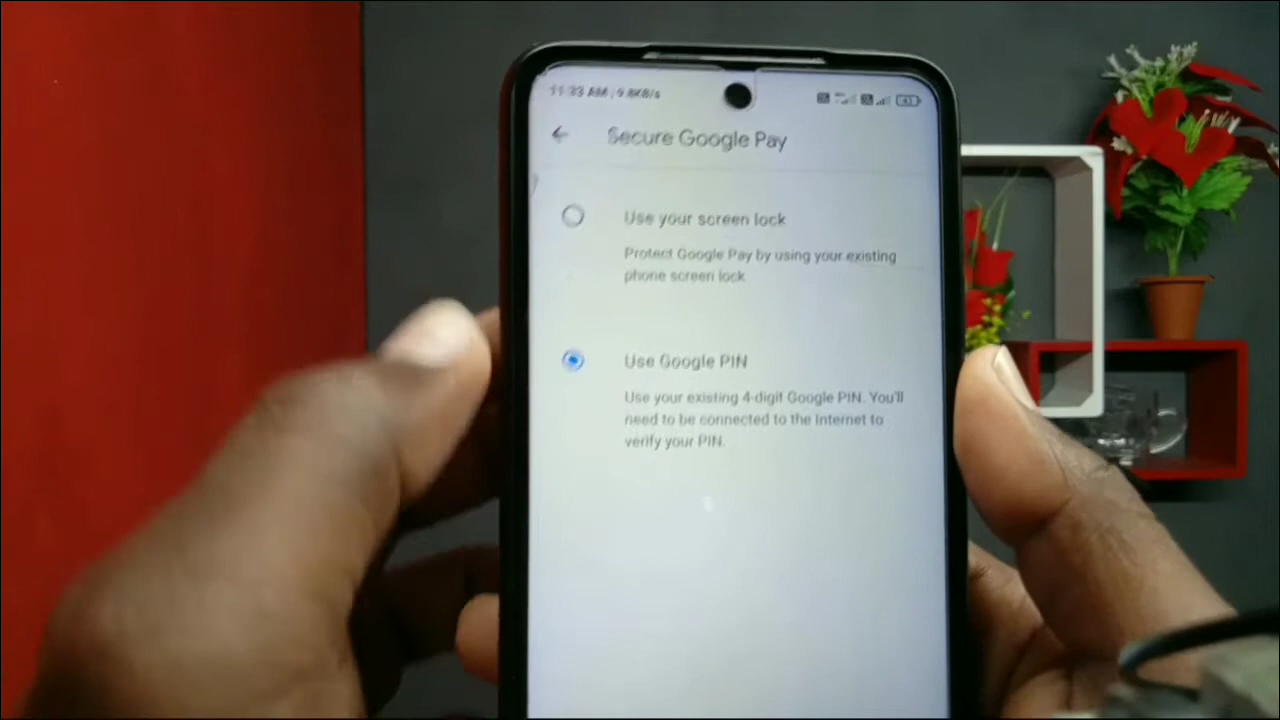 11:33 AM | 9.8KB/s
Secure Google Pay
Use your screen lock
Protect Google Pay by using your existing
phone screen lock
Use Google PIN
Use your existing 4-digit Google PIN. You'll
need to be connected to the Internet to
verify your PIN.